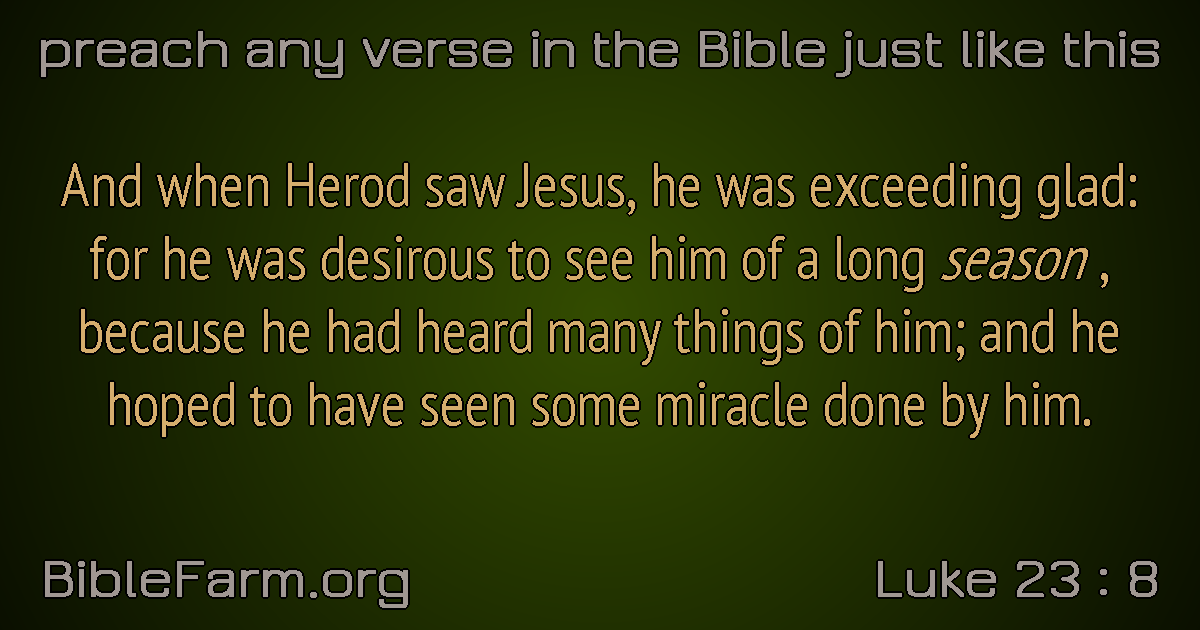 preach any verse in the Bible just like this
And when Herod saw Jesus, he was exceeding glad:
for he was desirous to see him of a long season ,
because he had heard many things of him; and he
hoped to have seen some miracle done by him.
BibleFarm.org
Luke 23 : 8